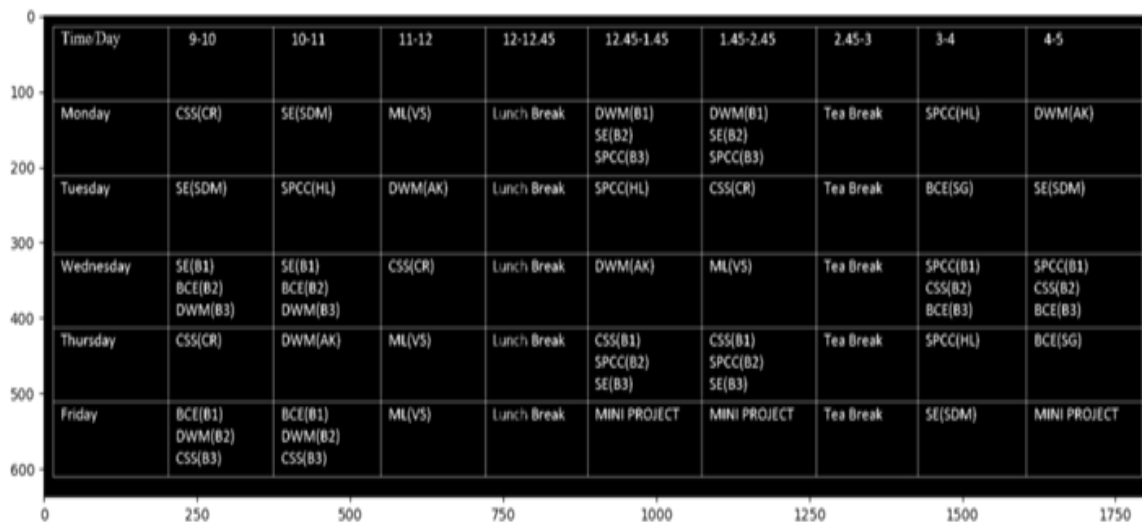 0
Time/Day 9-10 10-11 11-12 12-12.45 12.45-1.45 1.45-2.45 2.45-3 3-4 4-5
100
Monday CSS(CR) SE(SDM) ML(VS) Lunch Break DWM(B1) DWM(B1) Tea Break SPCC(HL) DWM(AK)
SE(B2) SE(B2)
SPCC(B3) SPCC(B3)
200
Tuesday SE(SDM) SPCC(HL) DWM(AK) Lunch Break SPCC(HL) CSS(CR) Tea Break BCE(SG) SE(SDM)
300
Wednesday SE(B1) SE(B1) CSS(CR) Lunch Break DWM(AK) ML(VS) Tea Break SPCC(B1) SPCC(B1)
BCE(B2) BCE(B2) CSS(B2) CSS(B2)
DWM(B3) DWM(B3) BCE(B3) BCE(B3)
400
Thursday CSS(CR) DWM(AK) ML(VS) Lunch Break CSS(B1) CSS(B1) Tea Break SPCC(HL) BCE(SG)
SPCC(B2) SPCC(B2)
SE(B3) SE(B3)
500
Friday BCE(B1) BCE(B1) ML(VS) Lunch Break MINI PROJECT MINI PROJECT Tea Break SE(SDM) MINI PROJECT
DWM(B2) DWM(B2)
CSS(B3) CSS(B3)
600
0 250 500 750 1000 1250 1500 1750